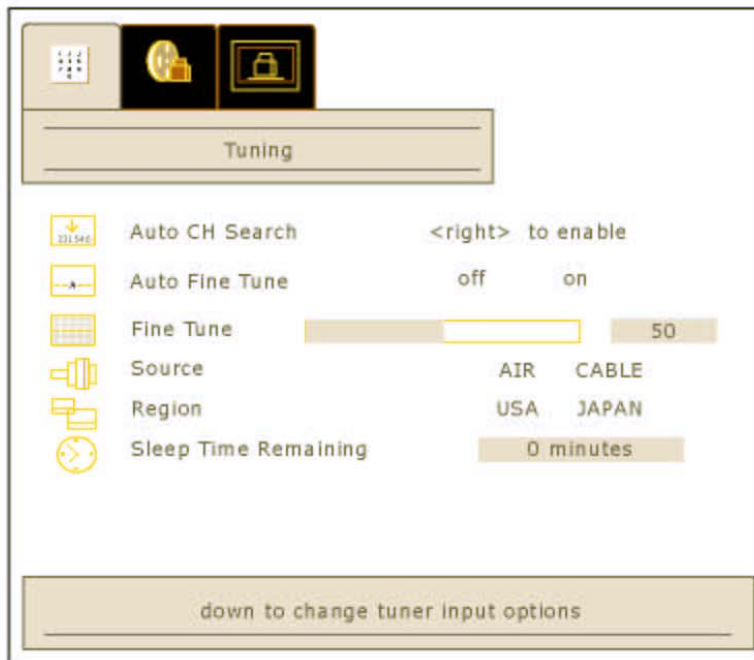 Tuning
Auto CH Search <right> to enable
Auto Fine Tune off on
Fine Tune 50
Source AIR CABLE
Region USA JAPAN
Sleep Time Remaining 0 minutes
down to change tuner input options